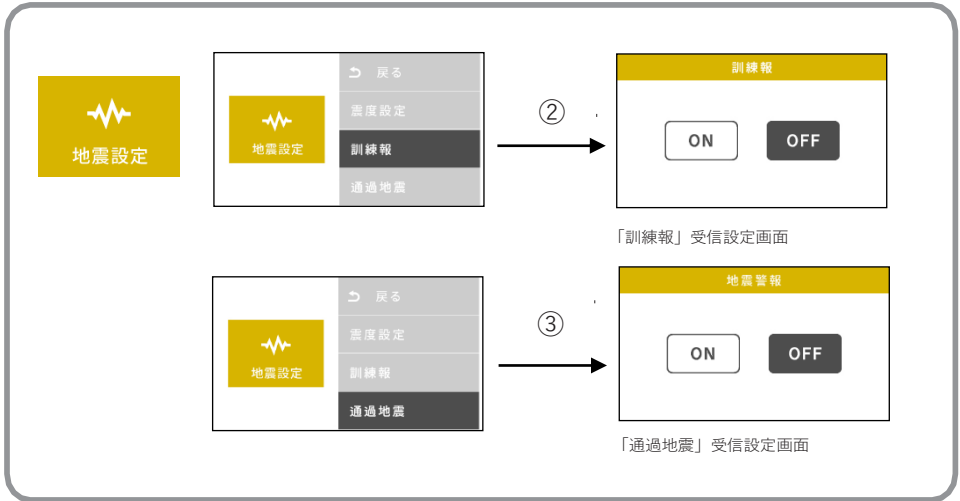 地震設定
地震設定
戻る
震度設定
訓練報
通過地震
②
訓練報
ON
OFF
「訓練報」受信設定画面
地震設定
戻る
震度設定
訓練報
通過地震
③
地震警報
ON
OFF
「通過地震」受信設定画面